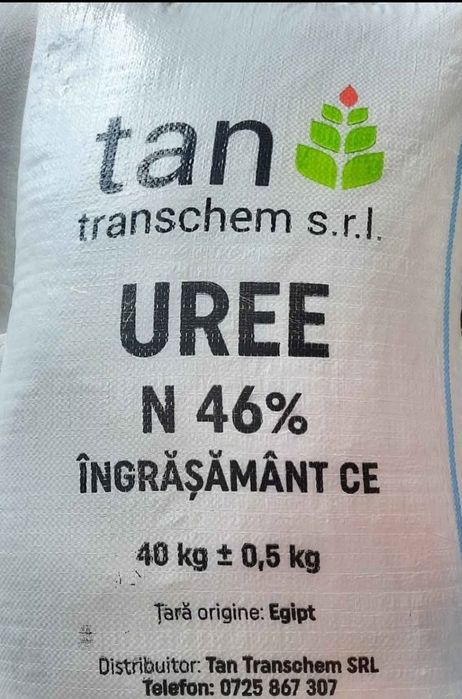 tan
transchem s.r.l.
UREE
N 46%
ÎNGRĂȘĂMÂNT CE
40 kg ± 0,5 kg
Țară origine: Egipt
Distribuitor: Tan Transchem SRL
Telefon: 0725 867 307